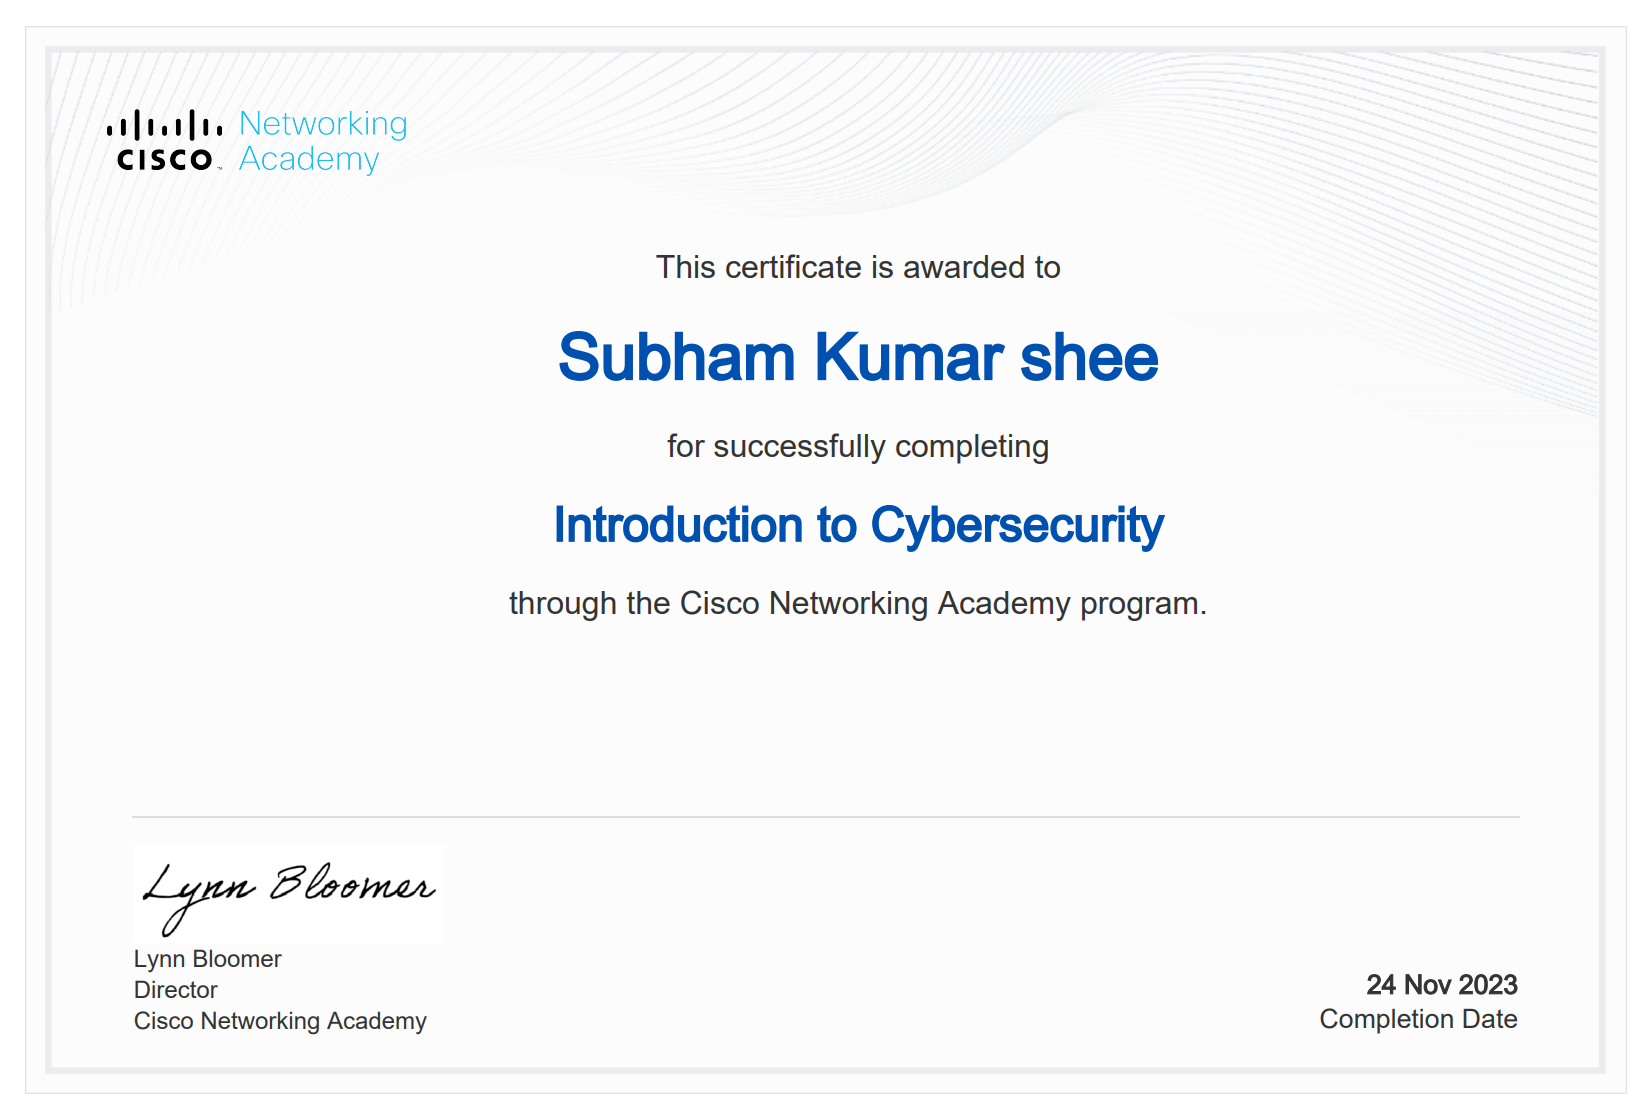 CISCO™ Networking
Academy
This certificate is awarded to
Subham Kumar shee
for successfully completing
Introduction to Cybersecurity
through the Cisco Networking Academy program.
Lynn Bloomer
Lynn Bloomer
Director
Cisco Networking Academy
24 Nov 2023
Completion Date